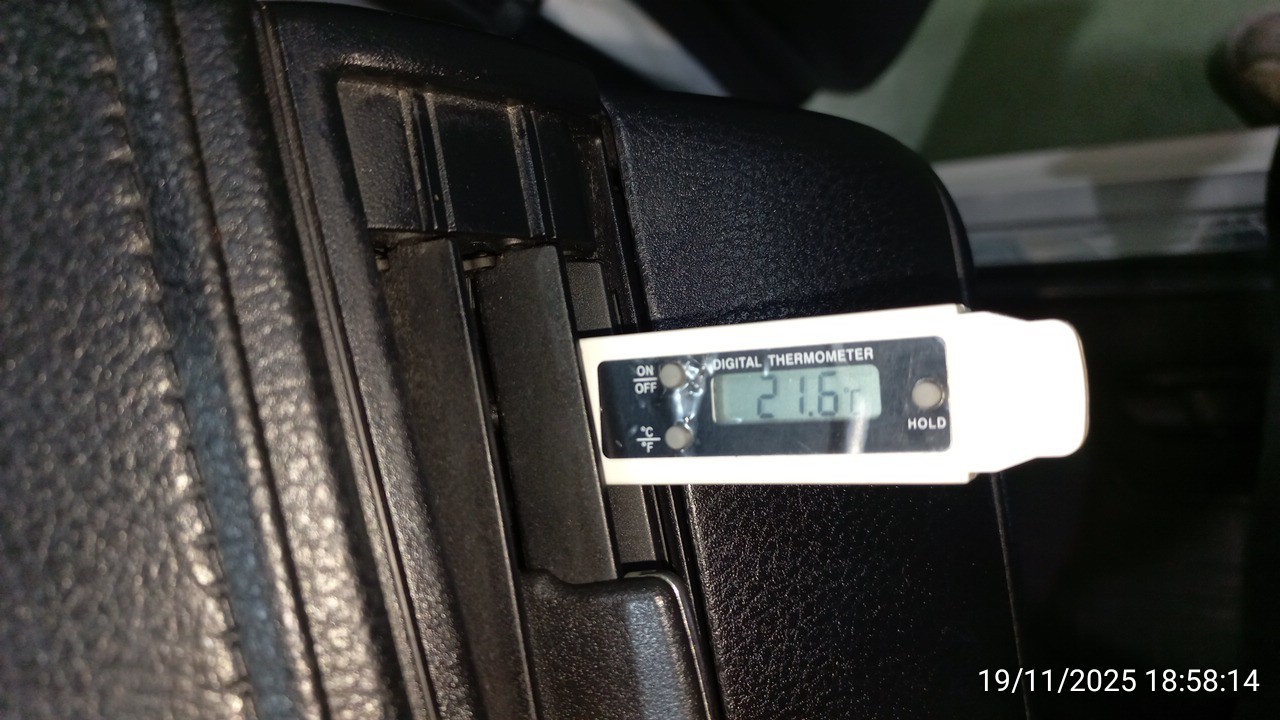 DIGITAL THERMOMETER
ON
OFF
21.6°C
HOLD
°C
°F
19/11/2025 18:58:14